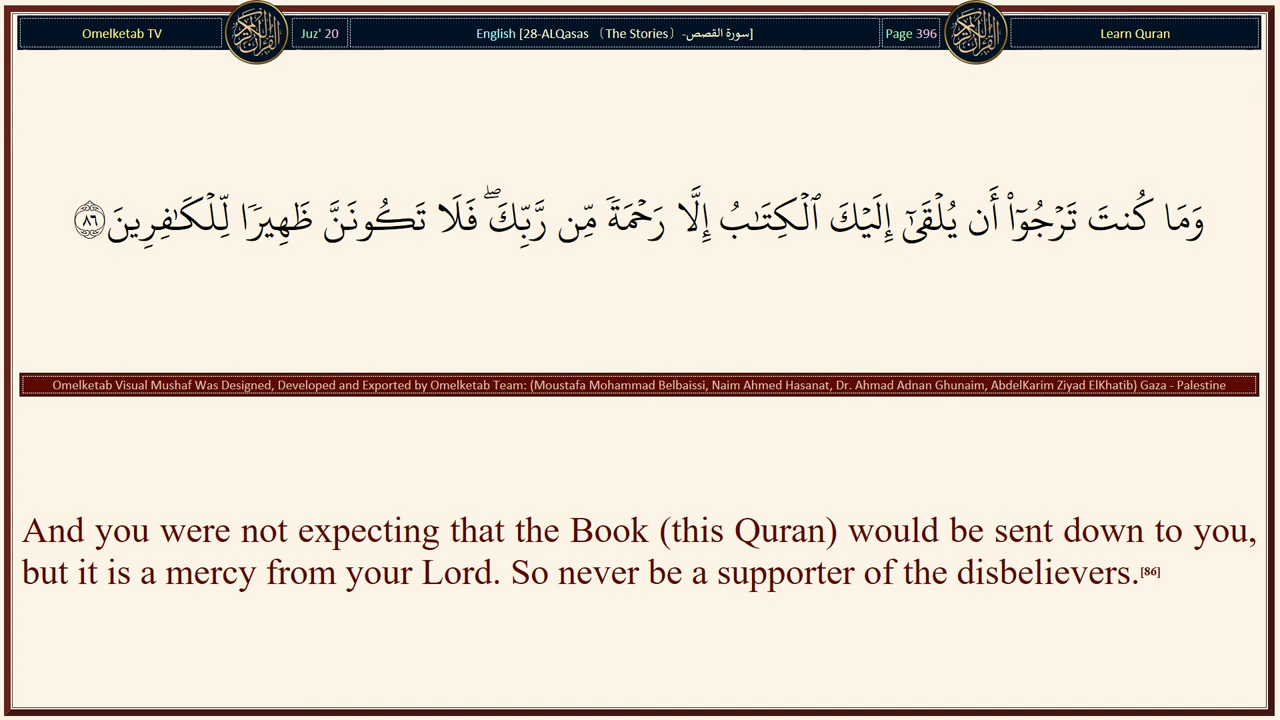 Omelketab TV
Juz' 20
English [28-ALQasas （The Stories） -سورة القصص]
Page 396
Learn Quran
وَمَا كُنتَ تَرۡجُوٓاْ أَن يُلۡقَىٰٓ إِلَيۡكَ ٱلۡكِتَٰبُ إِلَّا رَحۡمَةٗ مِّن رَّبِّكَۖ فَلَا تَكُونَنَّ ظَهِيرٗا لِّلۡكَٰفِرِينَ ٨٦
Omelketab Visual Mushaf Was Designed, Developed and Exported by Omelketab Team: (Moustafa Mohammad Belbaissi, Naim Ahmed Hasanat, Dr. Ahmad Adnan Ghunaim, AbdelKarim Ziyad ElKhatib) Gaza - Palestine
And you were not expecting that the Book (this Quran) would be sent down to you,
but it is a mercy from your Lord. So never be a supporter of the disbelievers.[86]